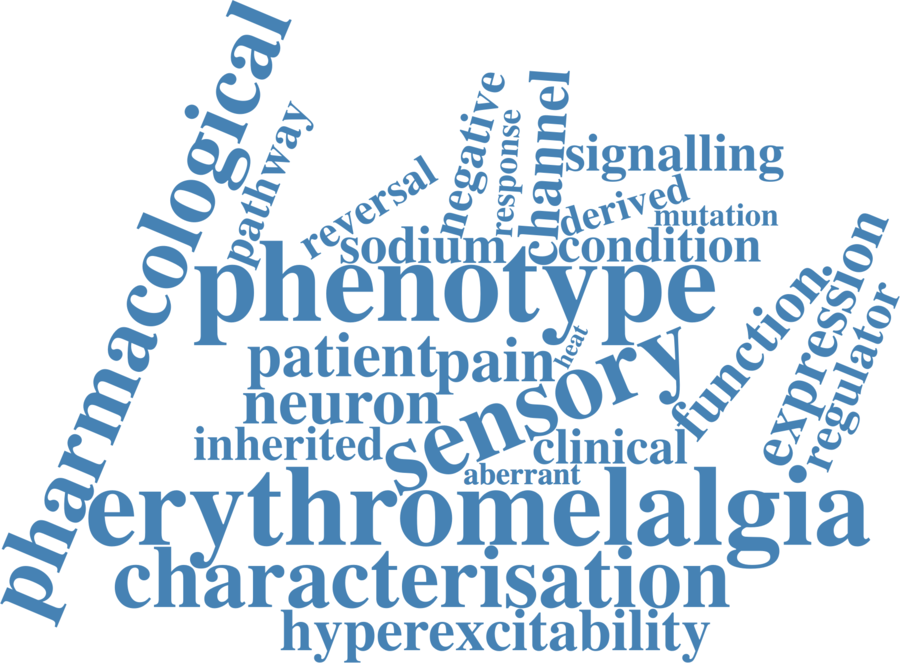 pharmacological
pathway
reversal
negative
response
channel
signalling
derived
mutation
sodium
condition
phenotype
patient
pain
heat
sensory
function
expression
regulator
neuron
inherited
clinical
aberrant
erythromelalgia
characterisation
hyperexcitability